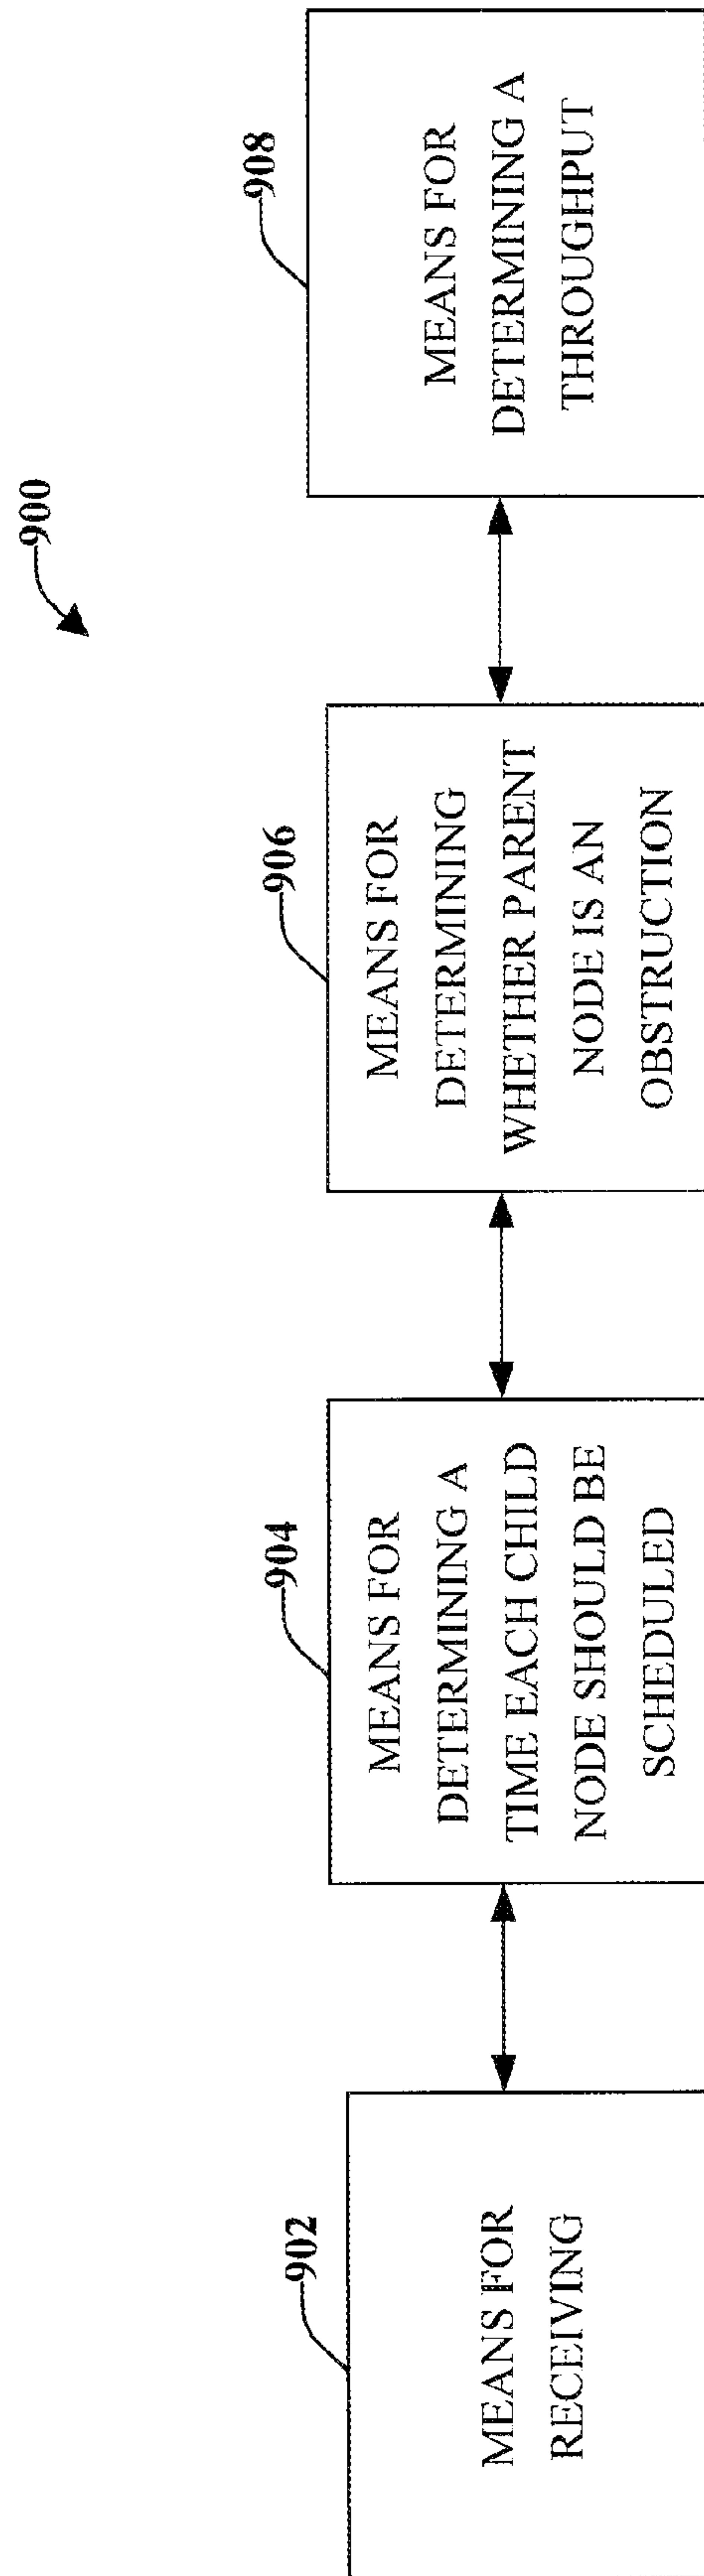 900
902
MEANS FOR
RECEIVING
904
MEANS FOR
DETERMINING A
TIME EACH CHILD
NODE SHOULD BE
SCHEDULED
906
MEANS FOR
DETERMINING
WHETHER PARENT
NODE IS AN
OBSTRUCTION
908
MEANS FOR
DETERMINING A
THROUGHPUT